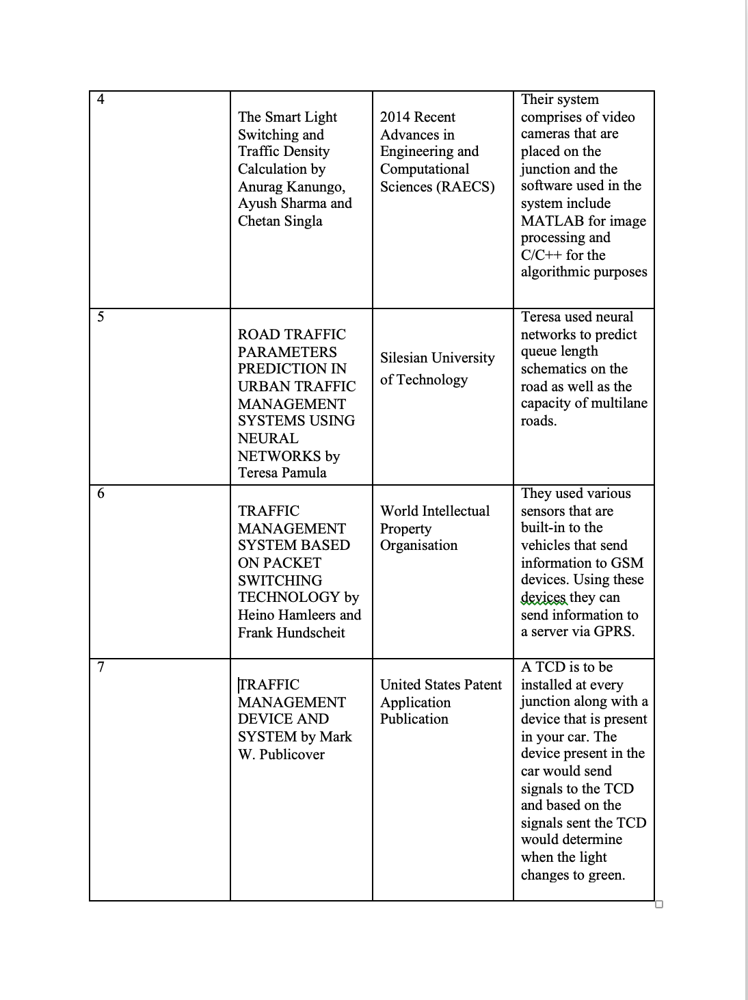 4
The Smart Light
Switching and
Traffic Density
Calculation by
Anurag Kanungo,
Ayush Sharma and
Chetan Singla
2014 Recent
Advances in
Engineering and
Computational
Sciences (RAECS)
Their system
comprises of video
cameras that are
placed on the
junction and the
software used in the
system include
MATLAB for image
processing and
C/C++ for the
algorithmic purposes
5
ROAD TRAFFIC
PARAMETERS
PREDICTION IN
URBAN TRAFFIC
MANAGEMENT
SYSTEMS USING
NEURAL
NETWORKS by
Teresa Pamula
Silesian University
of Technology
Teresa used neural
networks to predict
queue length
schematics on the
road as well as the
capacity of multilane
roads.
6
TRAFFIC
MANAGEMENT
SYSTEM BASED
ON PACKET
SWITCHING
TECHNOLOGY by
Heino Hamleers and
Frank Hundscheit
World Intellectual
Property
Organisation
They used various
sensors that are
built-in to the
vehicles that send
information to GSM
devices. Using these
devices they can
send information to
a server via GPRS.
7
TRAFFIC
MANAGEMENT
DEVICE AND
SYSTEM by Mark
W. Publicover
United States Patent
Application
Publication
A TCD is to be
installed at every
junction along with a
device that is present
in your car. The
device present in the
car would send
signals to the TCD
and based on the
signals sent the TCD
would determine
when the light
changes to green.